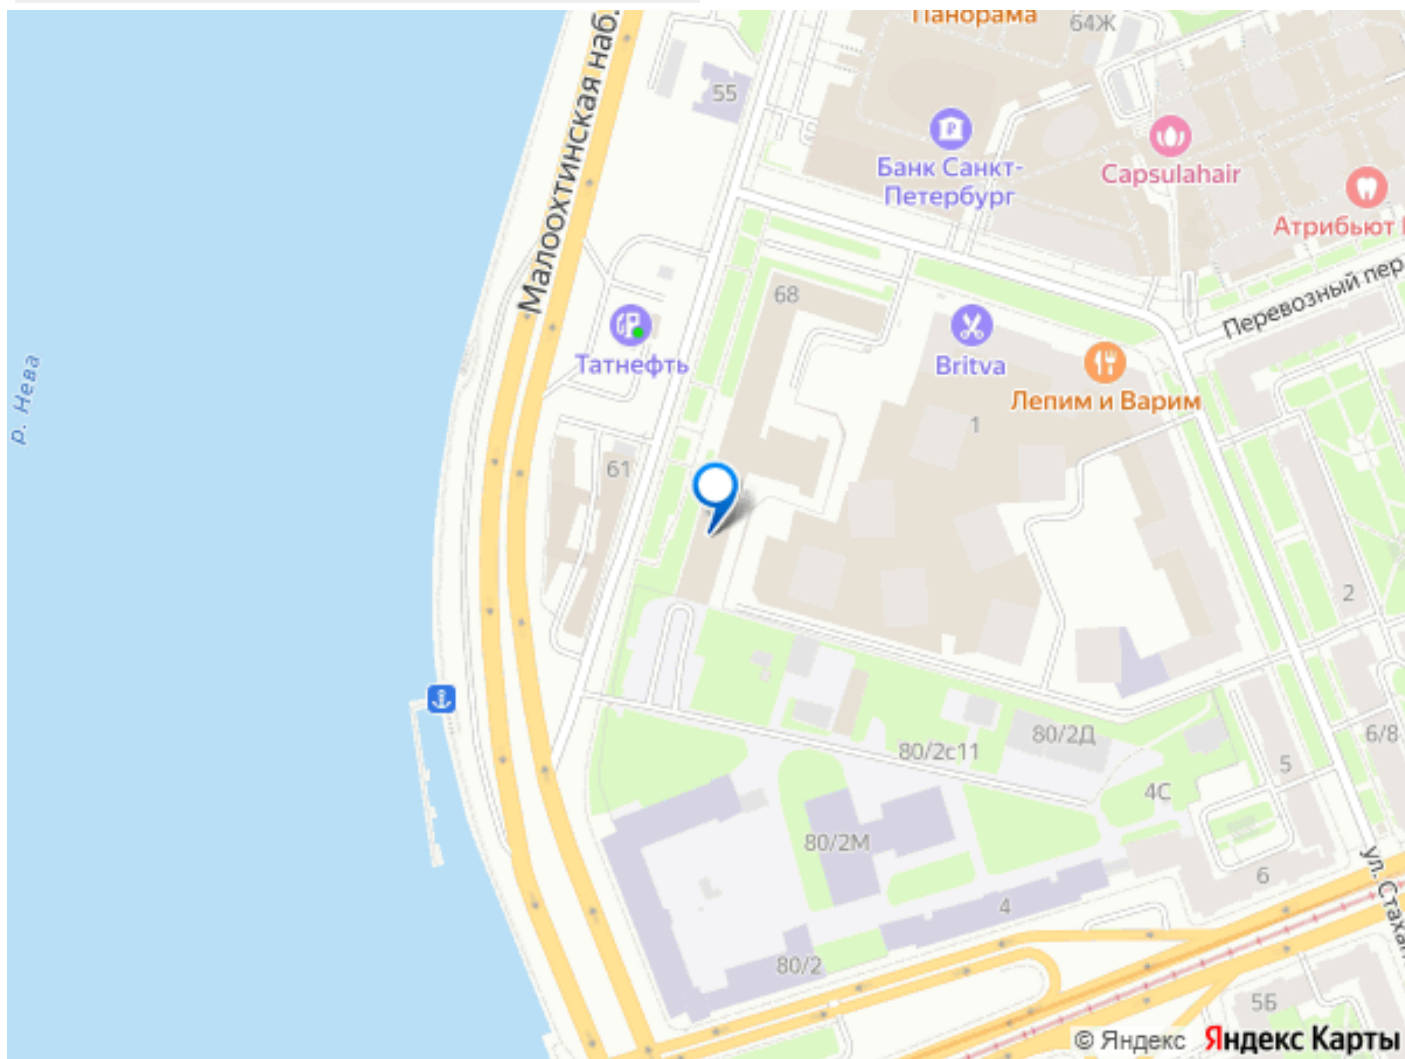 Панорама
64Ж
Малоохтинская наб.
55
Банк Санкт-
Петербург
Capsulahair
Атрибьют
Перевозный пер.
68
Татнефть
Britva
Лепим и Варим
р. Нева
1
61
2
80/2с11
80/2Д
6/8
5
4С
80/2М
6
4
80/2
ул. Стахан
5Б
© Яндекс Яндекс Карты